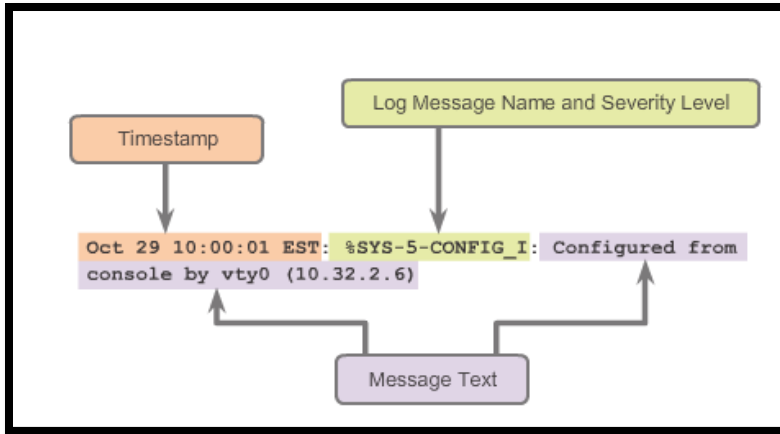 Log Message Name and Severity Level
Timestamp
Oct 29 10:00:01 EST: %SYS-5-CONFIG_I: Configured from
console by vty0 (10.32.2.6)
Message Text